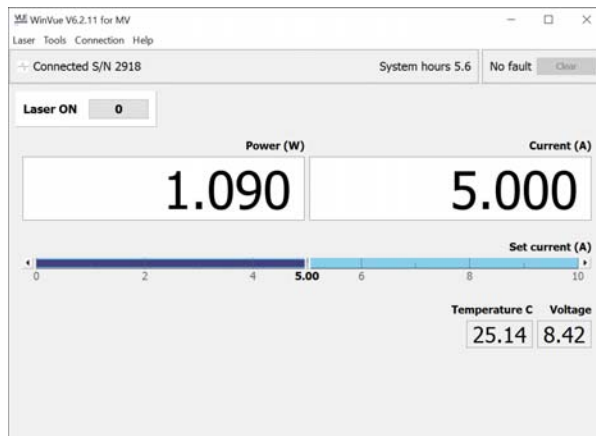 WinVue V6.2.11 for MV
Laser Tools Connection Help
Connected S/N 2918 System hours 5.6 No fault Clear
Laser ON 0
Power (W) Current (A)
1.090 5.000
Set current (A)
0 2 4 5.00 6 8 10
Temperature C Voltage
25.14 8.42